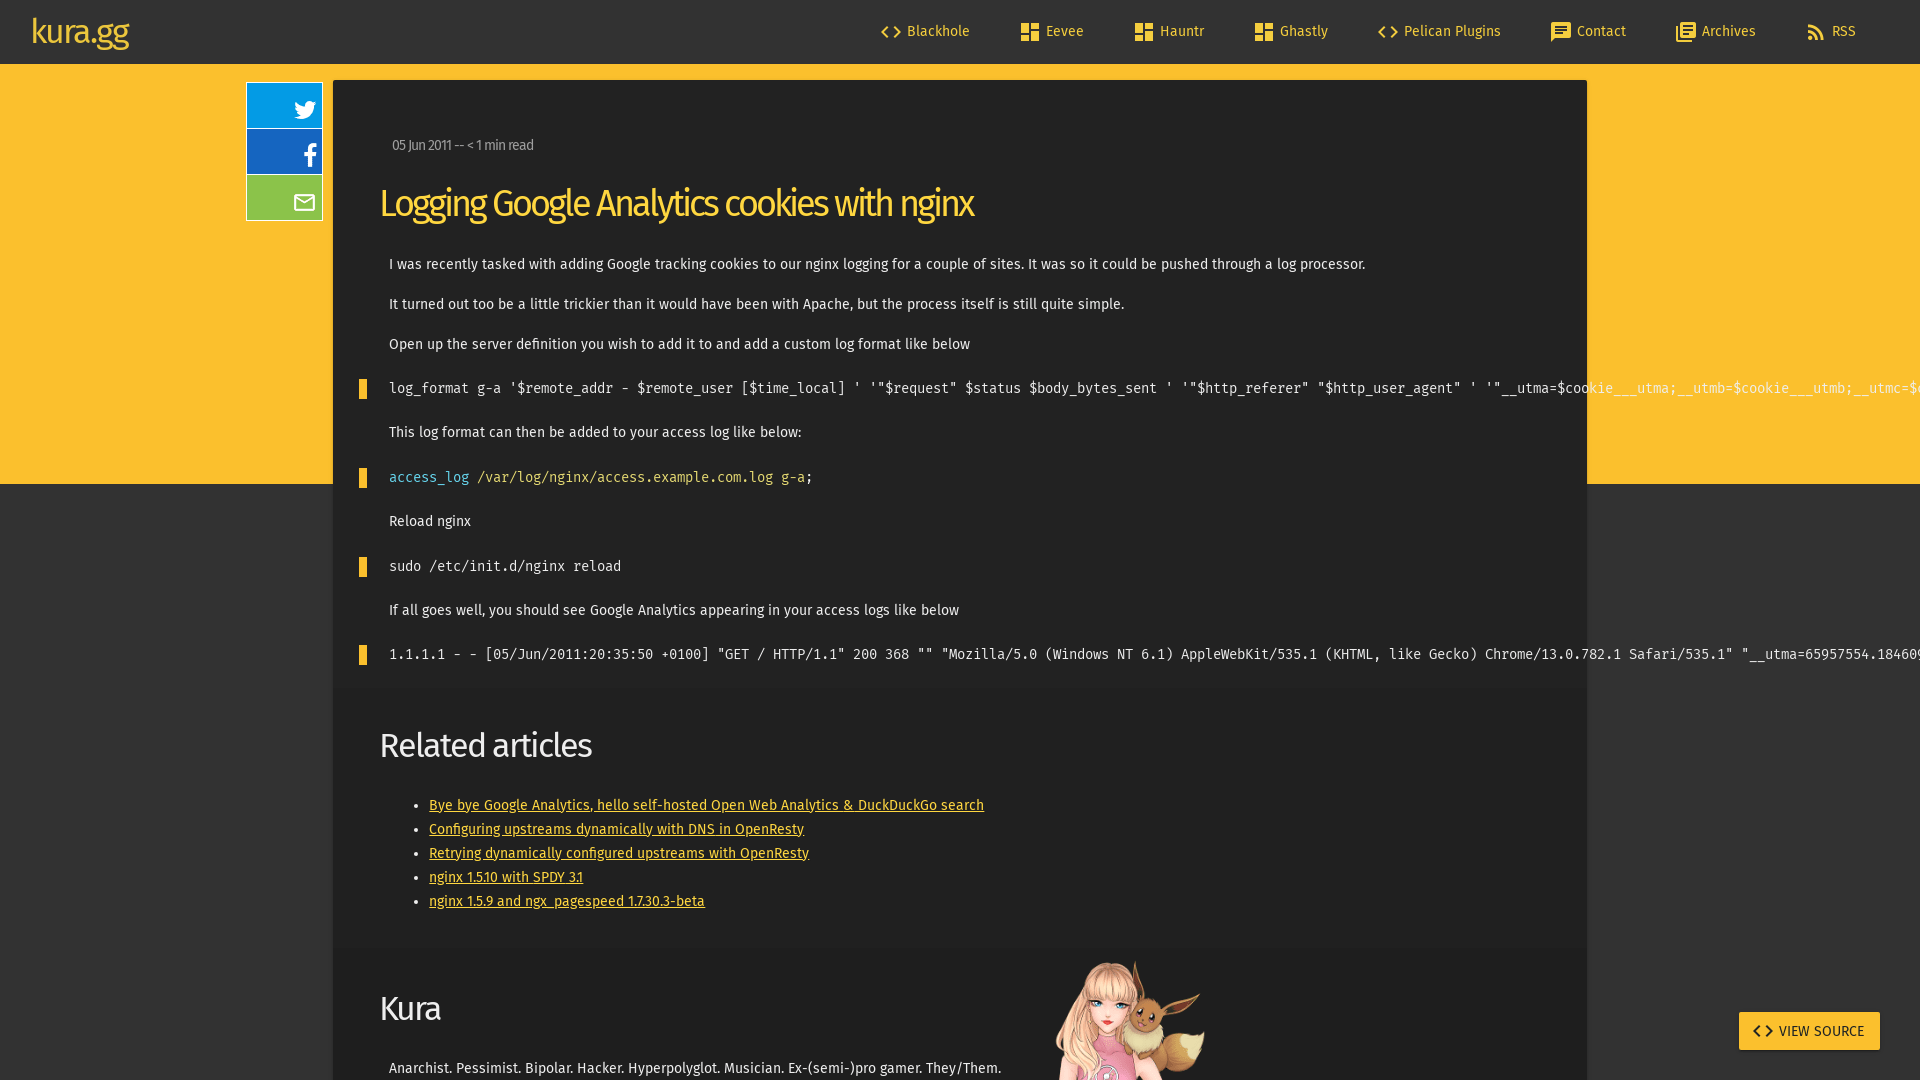 kura.gg
Blackhole
Eevee
Hauntr
Ghastly
Pelican Plugins
Contact
Archives
RSS
05 Jun 2011 -- < 1 min read
Logging Google Analytics cookies with nginx
I was recently tasked with adding Google tracking cookies to our nginx logging for a couple of sites. It was so it could be pushed through a log processor.
It turned out too be a little trickier than it would have been with Apache, but the process itself is still quite simple.
Open up the server definition you wish to add it to and add a custom log format like below
log_format g-a '$remote_addr - $remote_user [$time_local] ' '"$request" $status $body_bytes_sent ' '"$http_referer" "$http_user_agent" ' '"__utma=$cookie___utma;__utmb=$cookie___utmb;__utmc=$
This log format can then be added to your access log like below:
access_log /var/log/nginx/access.example.com.log g-a;
Reload nginx
sudo /etc/init.d/nginx reload
If all goes well, you should see Google Analytics appearing in your access logs like below
1.1.1.1 - - [05/Jun/2011:20:35:50 +0100] "GET / HTTP/1.1" 200 368 "" "Mozilla/5.0 (Windows NT 6.1) AppleWebKit/535.1 (KHTML, like Gecko) Chrome/13.0.782.1 Safari/535.1" "__utma=65957554.184609
Related articles
• Bye bye Google Analytics, hello self-hosted Open Web Analytics & DuckDuckGo search
• Configuring upstreams dynamically with DNS in OpenResty
• Retrying dynamically configured upstreams with OpenResty
• nginx 1.5.10 with SPDY 3.1
• nginx 1.5.9 and ngx_pagespeed 1.7.30.3-beta
Kura
Anarchist. Pessimist. Bipolar. Hacker. Hyperpolyglot. Musician. Ex-(semi-)pro gamer. They/Them.
VIEW SOURCE